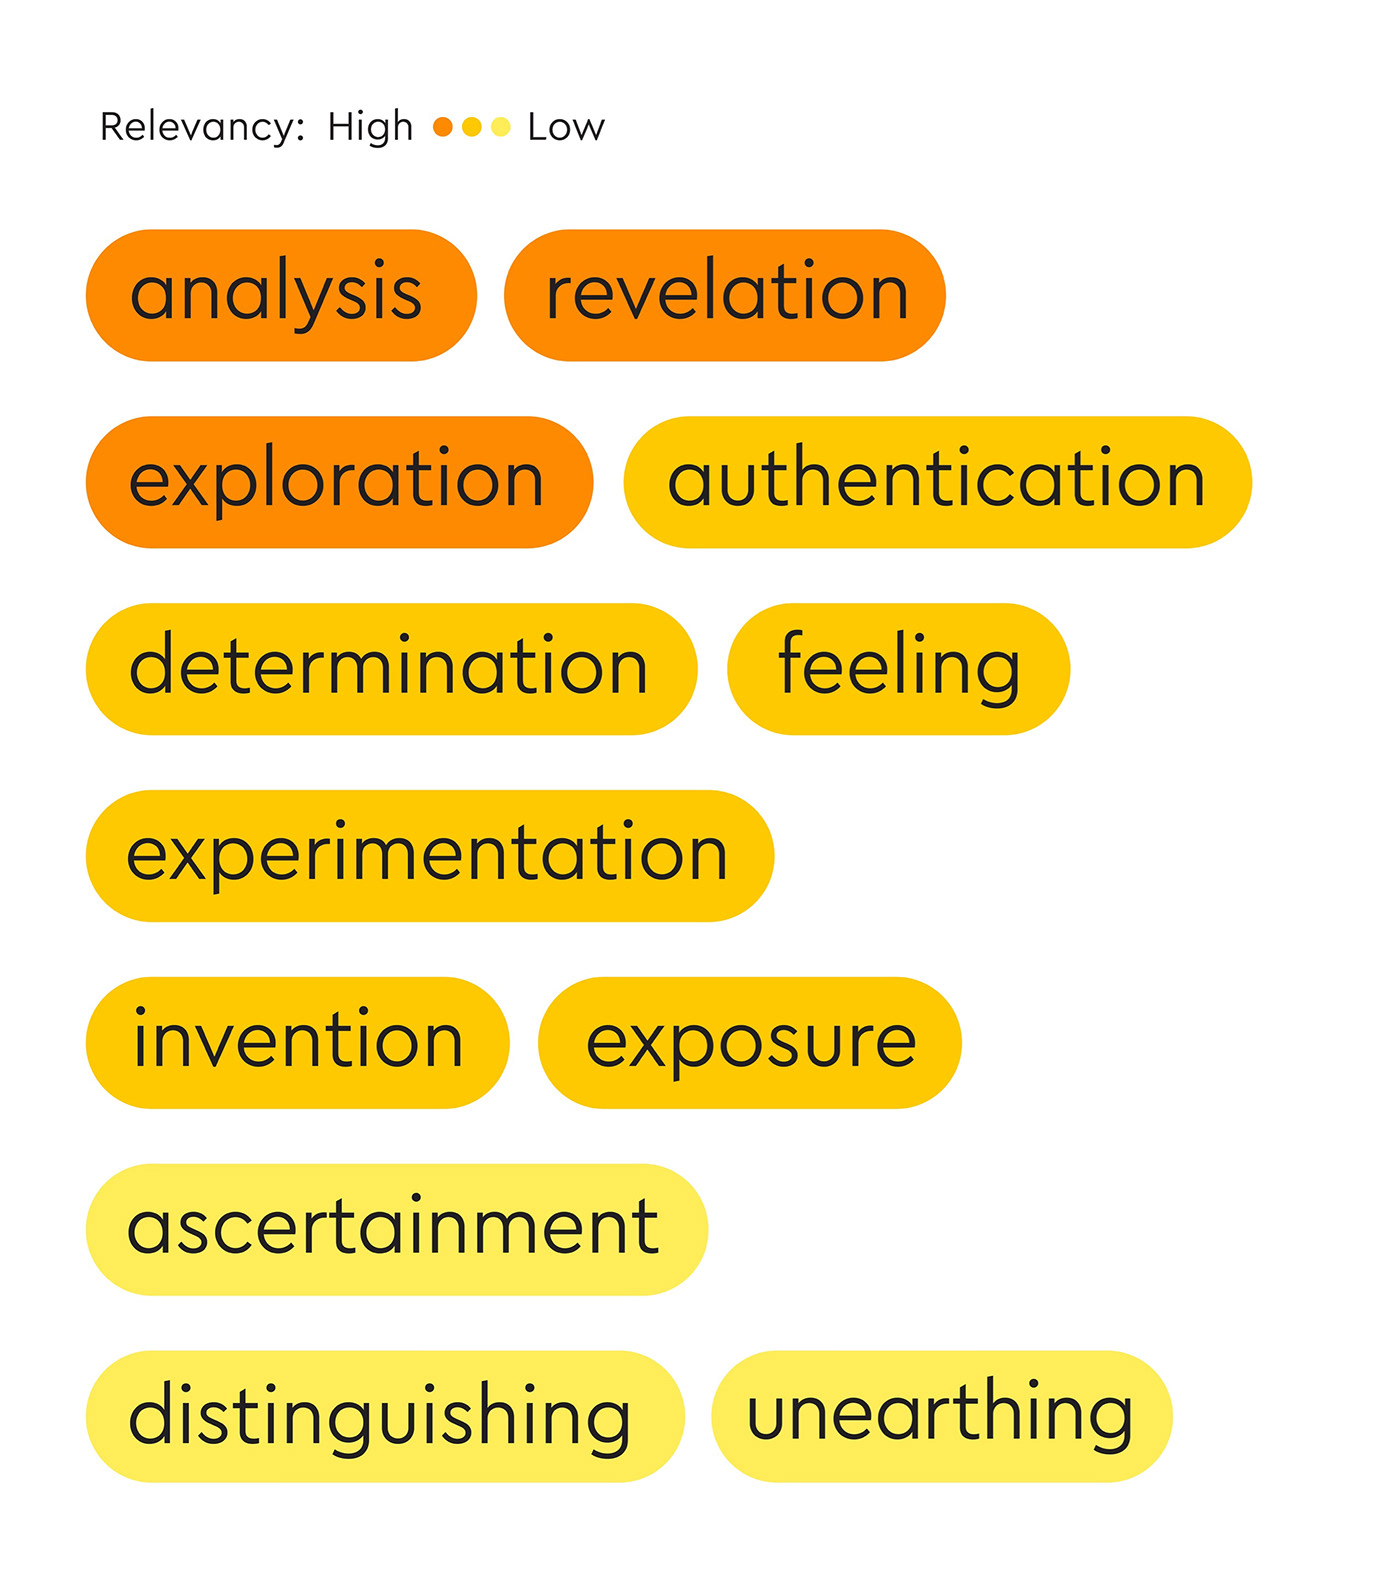 Relevancy: High Low
analysis revelation
exploration authentication
determination feeling
experimentation
invention exposure
ascertainment
distinguishing unearthing